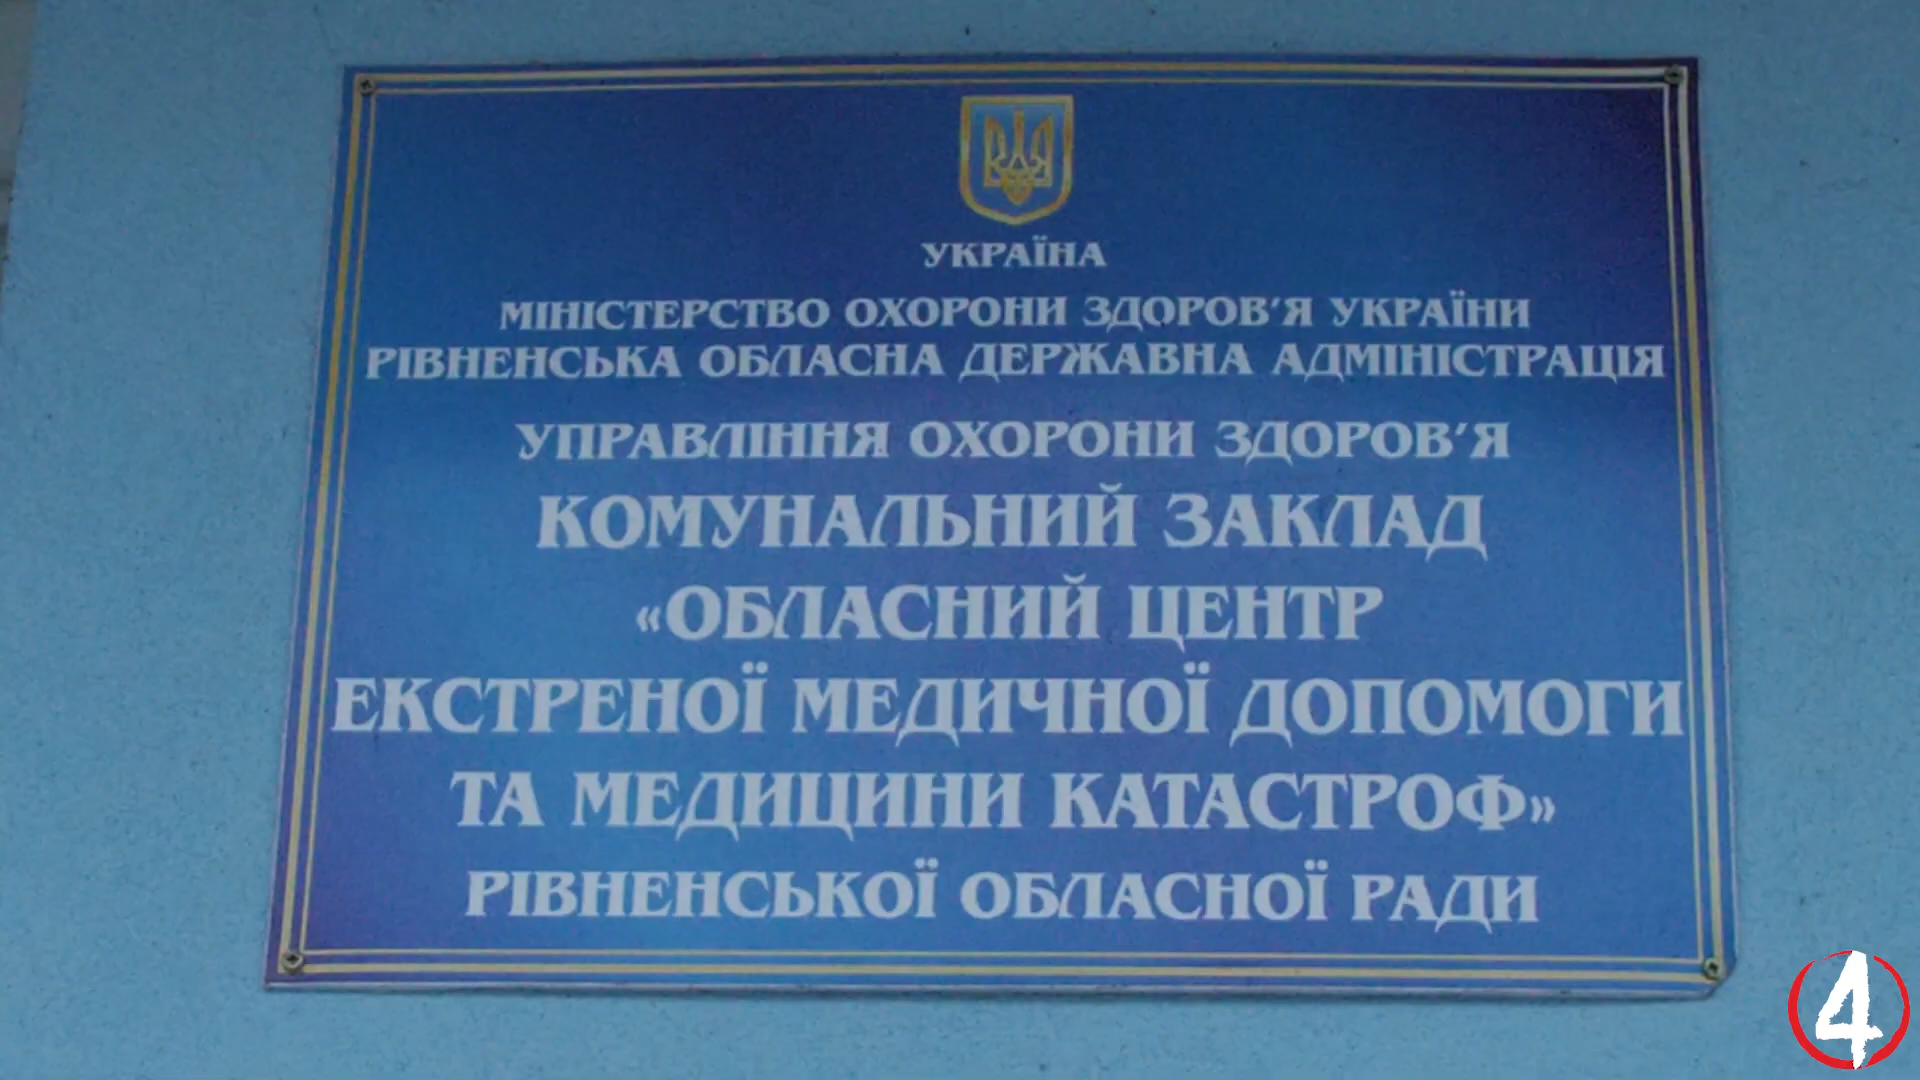 УКРАЇНА
МІНІСТЕРСТВО ОХОРОНИ ЗДОРОВ'Я УКРАЇНИ
РІВНЕНСЬКА ОБЛАСНА ДЕРЖАВНА АДМІНІСТРАЦІЯ
УПРАВЛІННЯ ОХОРОНИ ЗДОРОВ'Я
КОМУНАЛЬНИЙ ЗАКЛАД
«ОБЛАСНИЙ ЦЕНТР
ЕКСТРЕНОЇ МЕДИЧНОЇ ДОПОМОГИ
ТА МЕДИЦИНИ КАТАСТРОФ»
РІВНЕНСЬКОЇ ОБЛАСНОЇ РАДИ
4